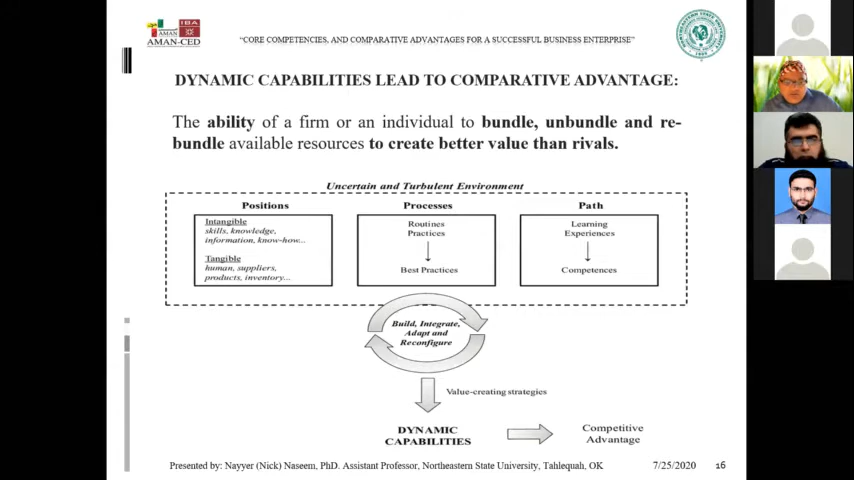 AMAN IBA
AMAN-CED
“CORE COMPETENCIES, AND COMPARATIVE ADVANTAGES FOR A SUCCESSFUL BUSINESS ENTERPRISE”
DYNAMIC CAPABILITIES LEAD TO COMPARATIVE ADVANTAGE:
The ability of a firm or an individual to bundle, unbundle and re-
bundle available resources to create better value than rivals.
Uncertain and Turbulent Environment
Positions
Intangible
skills, knowledge,
information, know-how...
Tangible
human, suppliers,
products, inventory...
Processes
Routines
Practices
Best Practices
Path
Learning
Experiences
Competences
Build, Integrate,
Adapt and
Reconfigure
Value-creating strategies
DYNAMIC
CAPABILITIES
Competitive
Advantage
Presented by: Nayyer (Nick) Naseem, PhD. Assistant Professor, Northeastern State University, Tahlequah, OK
7/25/2020
16